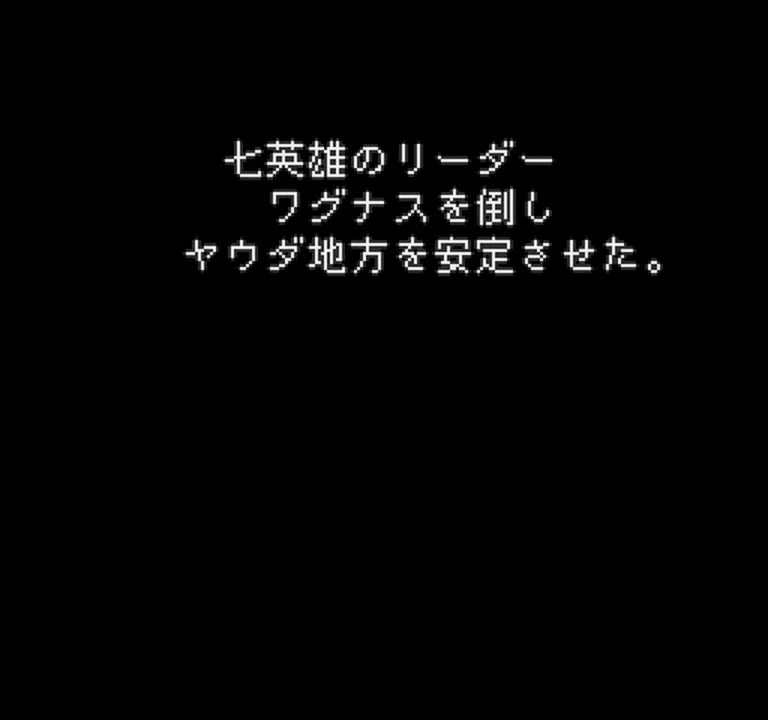 七英雄のリーダー
ワグナスを倒し
ヤウダ地方を安定させた。